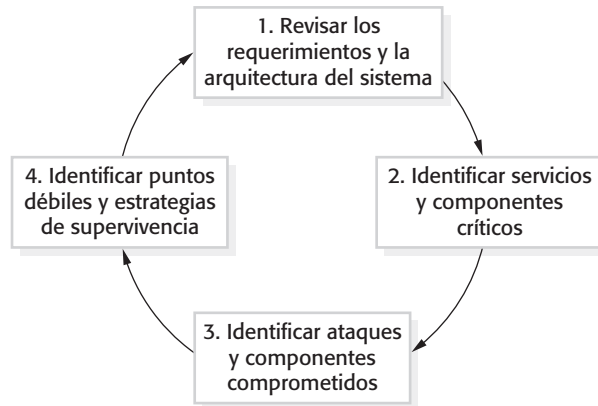 1. Revisar los
requerimientos y la
arquitectura del sistema
2. Identificar servicios
y componentes
críticos
3. Identificar ataques
y componentes
comprometidos
4. Identificar puntos
débiles y estrategias
de supervivencia